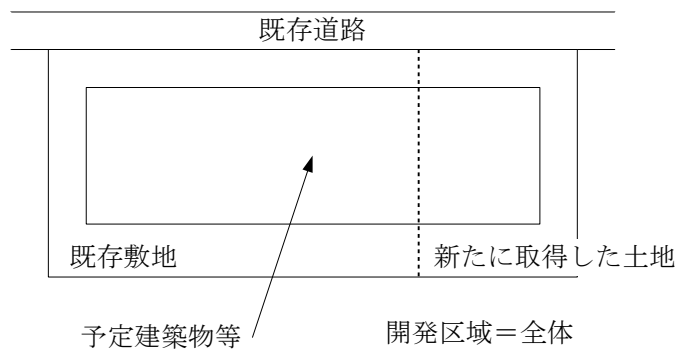 既存道路
既存敷地
新たに取得した土地
予定建築物等
開発区域＝全体